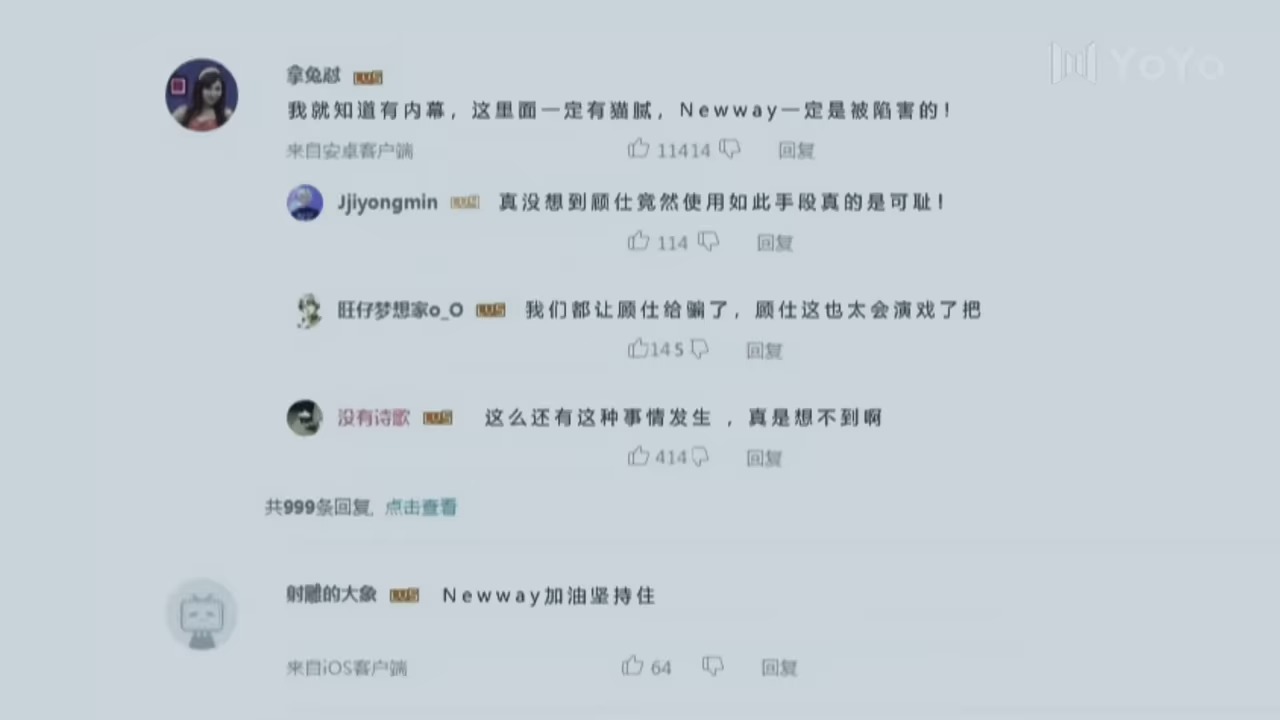 YoYo
拿兔怼 LV5
我就知道有内幕，这里面一定有猫腻，Newway一定是被陷害的！
来自安卓客户端 11414 回复
Jjiyongmin LV5 真没想到顾仕竟然使用如此手段真的是可耻！
114 回复
旺仔梦想家o_O LV5 我们都让顾仕给骗了，顾仕这也太会演戏了把
145 回复
没有诗歌 LV5 这么还有这种事情发生，真是想不到啊
414 回复
共999条回复, 点击查看
射雕的大象 LV5 Newway加油坚持住
来自iOS客户端 64 回复